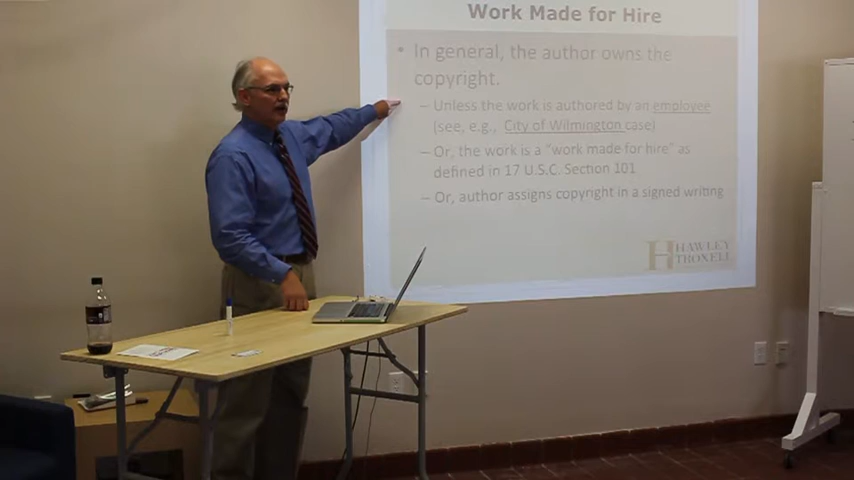 Work Made for Hire
• In general, the author owns the
copyright.
– Unless the work is authored by an employee
(see, e.g., City of Wilmington case)
– Or, the work is a "work made for hire" as
defined in 17 U.S.C. Section 101
– Or, author assigns copyright in a signed writing
H HAWLEY
TROXELL